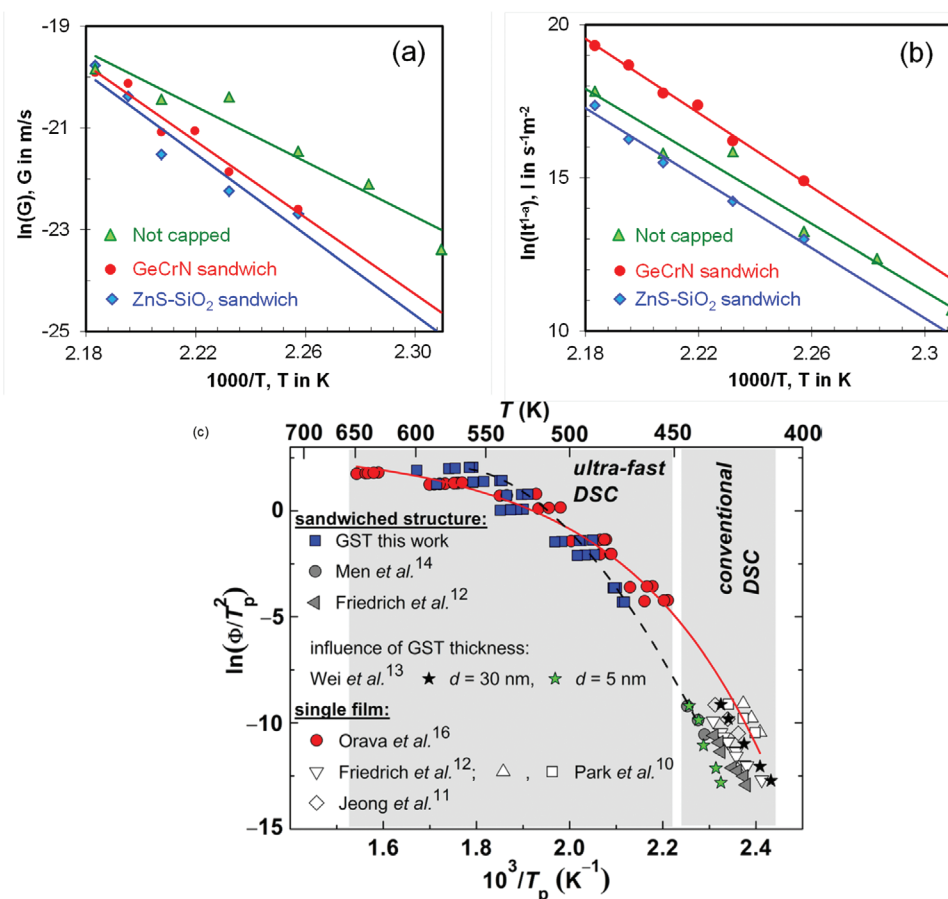 (a)
-19
-21
-23
-25
ln(G), G in m/s
Not capped
GeCrN sandwich
ZnS-SiO₂ sandwich
2.18
2.22
2.26
2.30
1000/T, T in K
(b)
20
15
10
ln(It¹⁻ᵃ), I in s⁻¹m⁻²
Not capped
GeCrN sandwich
ZnS-SiO₂ sandwich
2.18
2.22
2.26
2.3
1000/T, T in K
(c)
T (K)
700 650 600 550 500 450 400
ultra-fast
DSC
conventional
DSC
0
−5
−10
−15
ln(Φ/Tₚ²)
sandwiched structure:
GST this work
Men et al.¹⁴
Friedrich et al.¹²
influence of GST thickness:
Wei et al.¹³ d = 30 nm, d = 5 nm
single film:
Orava et al.¹⁶
Friedrich et al.¹²; , Park et al.¹⁰
Jeong et al.¹¹
1.6 1.8 2.0 2.2 2.4
10³/Tₚ (K⁻¹)